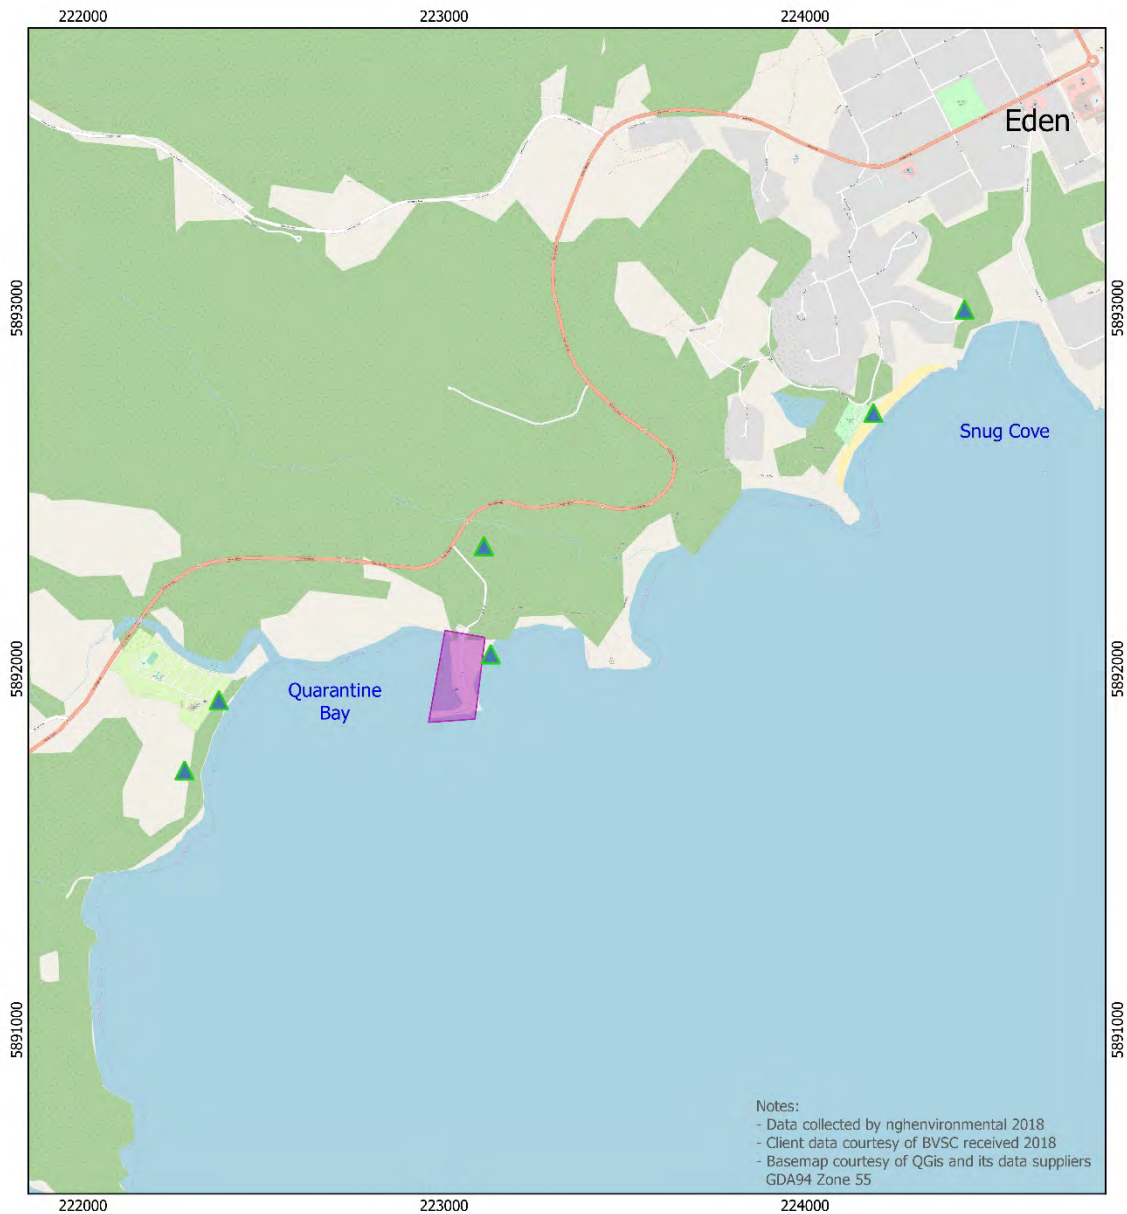 222000
223000
224000
Eden
5893000
5893000
Snug Cove
5892000
5892000
Quarantine
Bay
5891000
5891000
Notes:
- Data collected by nghenvironmental 2018
- Client data courtesy of BVSC received 2018
- Basemap courtesy of QGis and its data suppliers
GDA94 Zone 55
222000
223000
224000